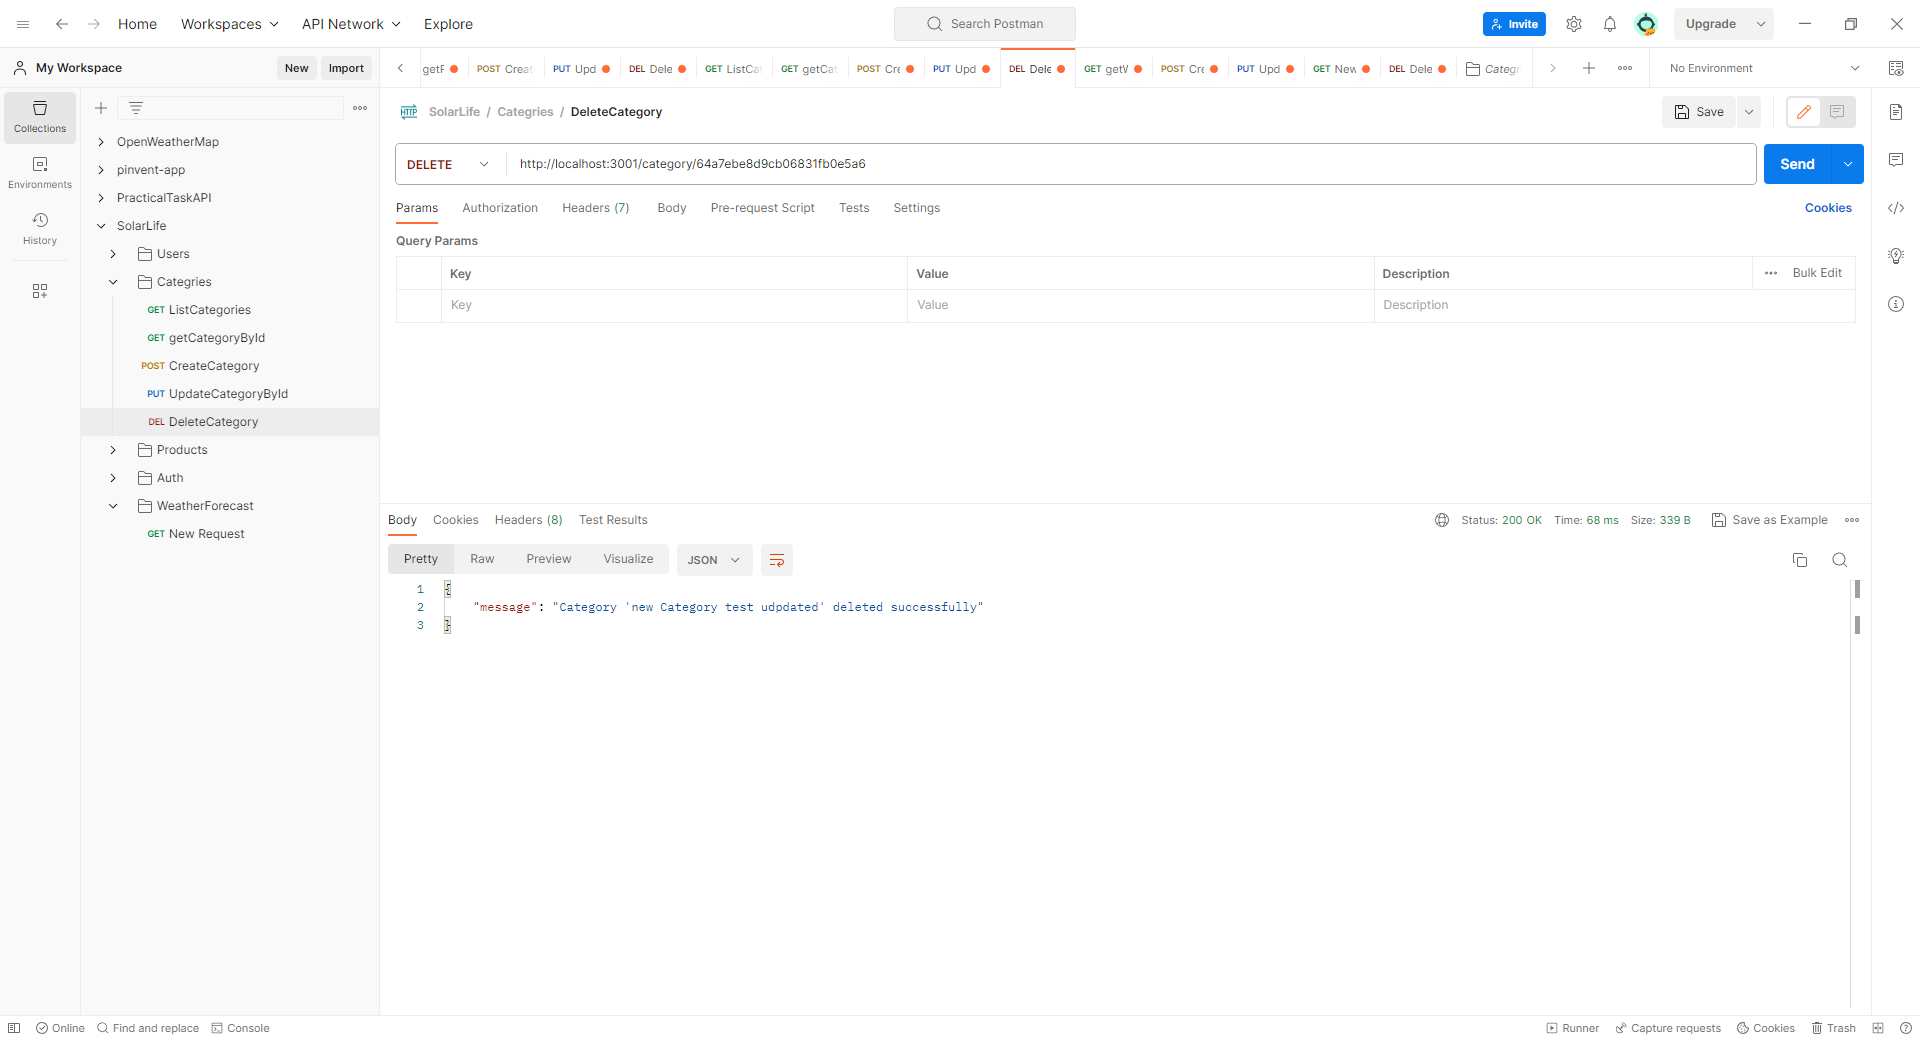 Home Workspaces API Network Explore Search Postman Invite Upgrade
My Workspace New Import
getF POST Creat PUT Upd DEL Dele GET ListCat GET getCat POST Cre PUT Upd DEL Dele GET getV POST Cre PUT Upd GET New DEL Dele Categr No Environment
Collections
Environments
History
OpenWeatherMap
pinvent-app
PracticalTaskAPI
SolarLife
Users
Categries
GET ListCategories
GET getCategoryById
POST CreateCategory
PUT UpdateCategoryById
DEL DeleteCategory
Products
Auth
WeatherForecast
GET New Request
HTTP SolarLife / Categries / DeleteCategory Save
DELETE http://localhost:3001/category/64a7ebe8d9cb06831fb0e5a6 Send
Params Authorization Headers (7) Body Pre-request Script Tests Settings Cookies
Query Params
Key Value Description Bulk Edit
Key Value Description
Body Cookies Headers (8) Test Results Status: 200 OK Time: 68 ms Size: 339 B Save as Example
Pretty Raw Preview Visualize JSON
1 {
2 "message": "Category 'new Category test udpdated' deleted successfully"
3 }
Online Find and replace Console Runner Capture requests Cookies Trash